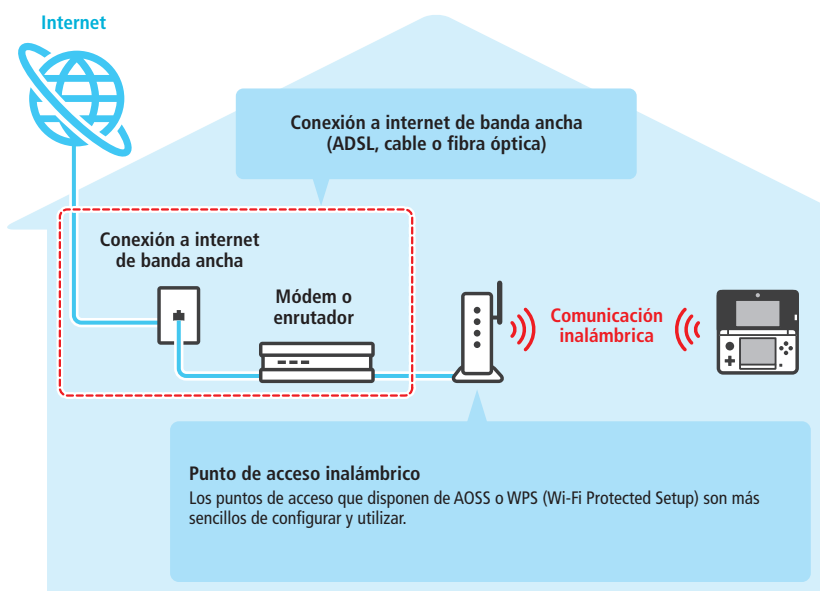 Internet
Conexión a internet de banda ancha
(ADSL, cable o fibra óptica)
Conexión a internet
de banda ancha
Módem o
enrutador
Comunicación
inalámbrica
Punto de acceso inalámbrico
Los puntos de acceso que disponen de AOSS o WPS (Wi-Fi Protected Setup) son más
sencillos de configurar y utilizar.